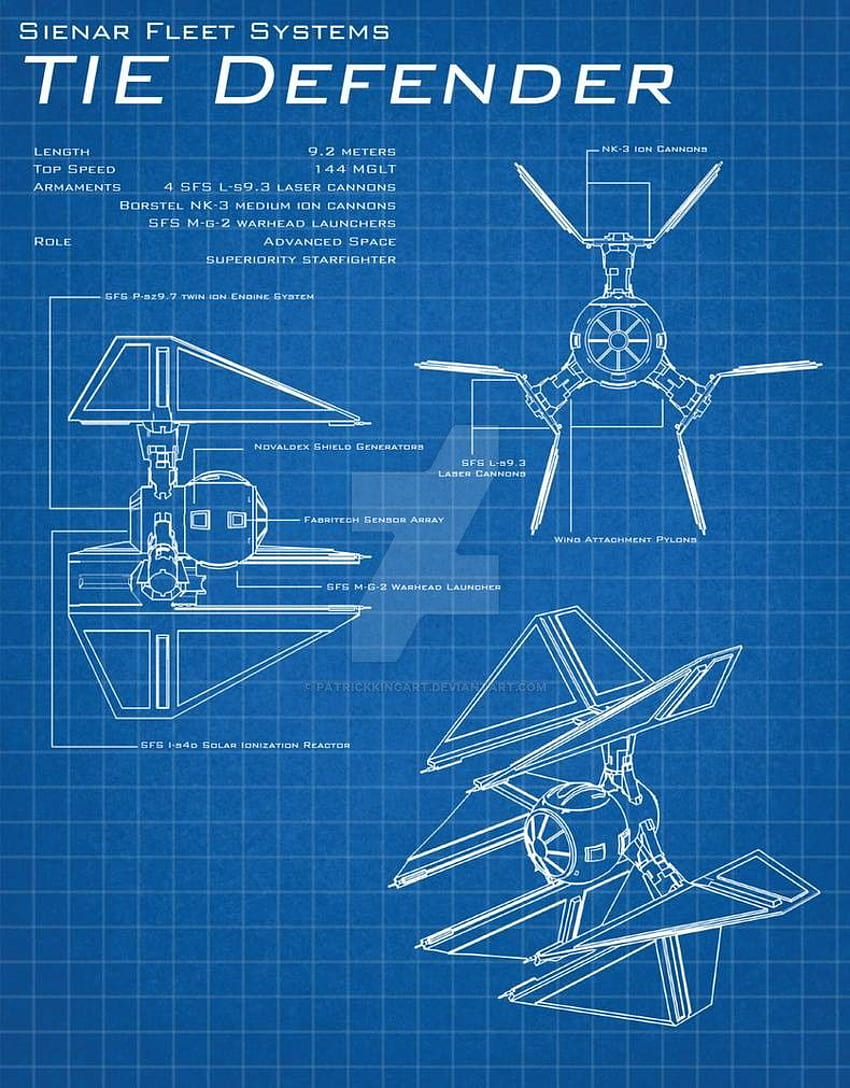 Sienar Fleet Systems
TIE Defender
Length 9.2 meters
Top Speed 144 MGLT
Armaments 4 SFS L-s9.3 laser cannons
Borstel NK-3 medium ion cannons
SFS M-g-2 warhead launchers
Role Advanced Space
superiority starfighter
NK-3 Ion Cannons
SFS P-sz9.7 twin ion Engine System
Novaldex Shield Generators
SFS L-s9.3
Laser Cannons
Fabritech Sensor Array
Wing Attachment Pylons
SFS M-G-2 Warhead Launcher
© PATRICKKINGART.DEVIANTART.COM
SFS I-s4d Solar Ionization Reactor